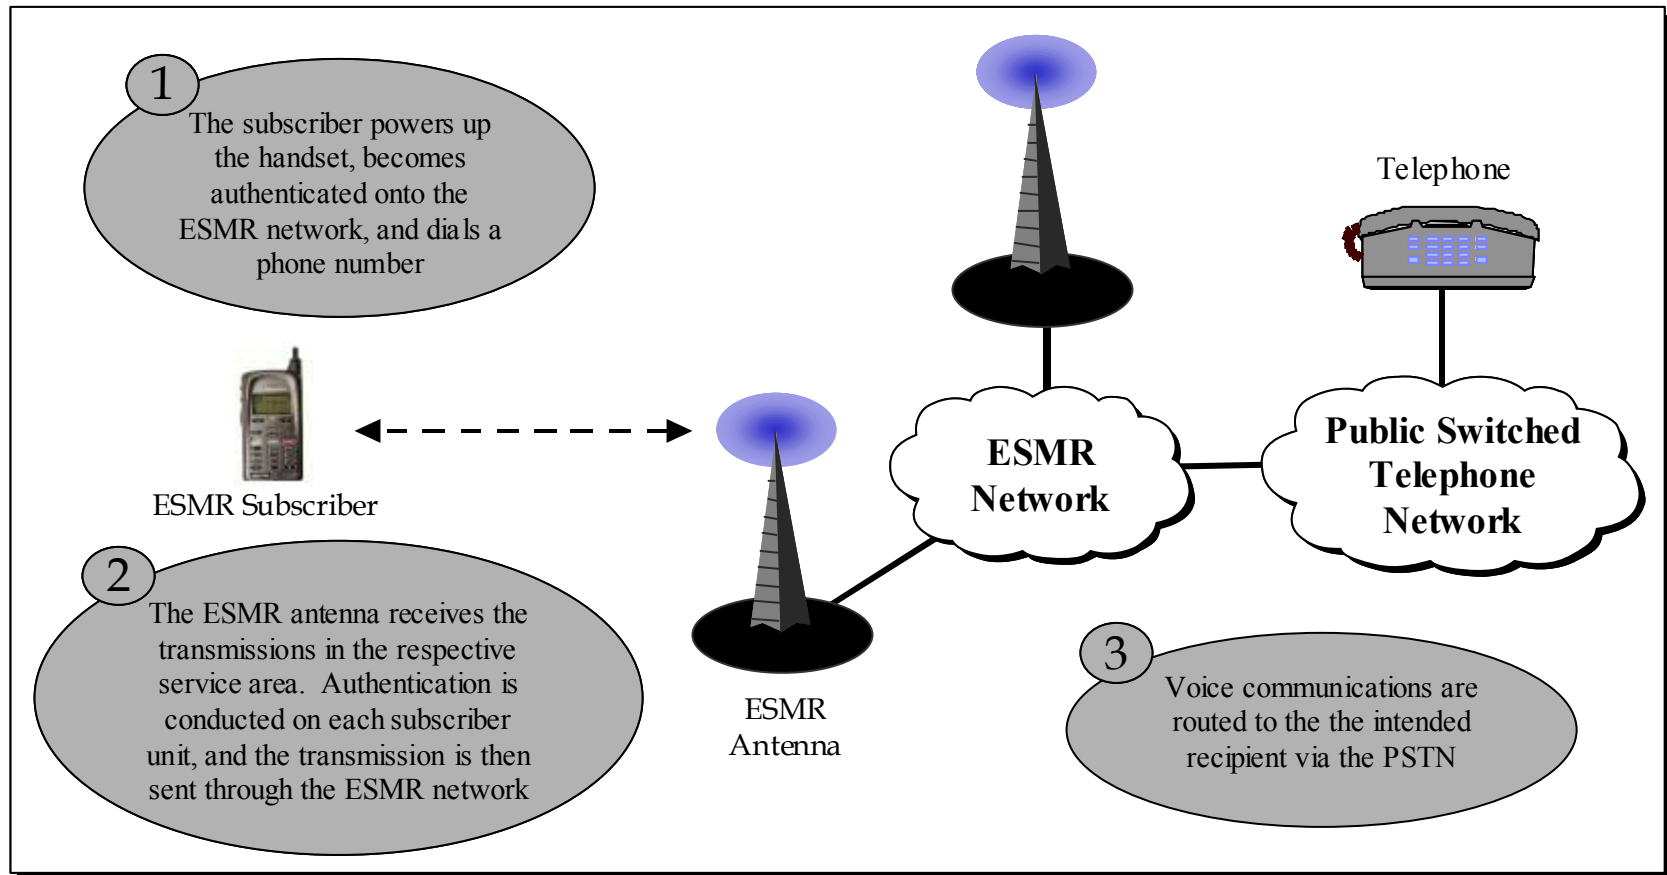 1
The subscriber powers up
the handset, becomes
authenticated onto the
ESMR network, and dials a
phone number
ESMR Subscriber
2
The ESMR antenna receives the
transmissions in the respective
service area. Authentication is
conducted on each subscriber
unit, and the transmission is then
sent through the ESMR network
ESMR
Antenna
ESMR
Network
Telephone
Public Switched
Telephone
Network
3
Voice communications are
routed to the the intended
recipient via the PSTN